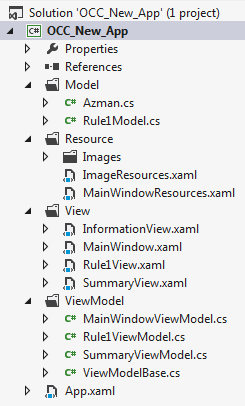 Solution 'OCC_New_App' (1 project)
C# OCC_New_App
Properties
References
Model
C# Azman.cs
C# Rule1Model.cs
Resource
Images
ImageResources.xaml
MainWindowResources.xaml
View
InformationView.xaml
MainWindow.xaml
Rule1View.xaml
SummaryView.xaml
ViewModel
C# MainWindowViewModel.cs
C# Rule1ViewModel.cs
C# SummaryViewModel.cs
C# ViewModelBase.cs
App.xaml